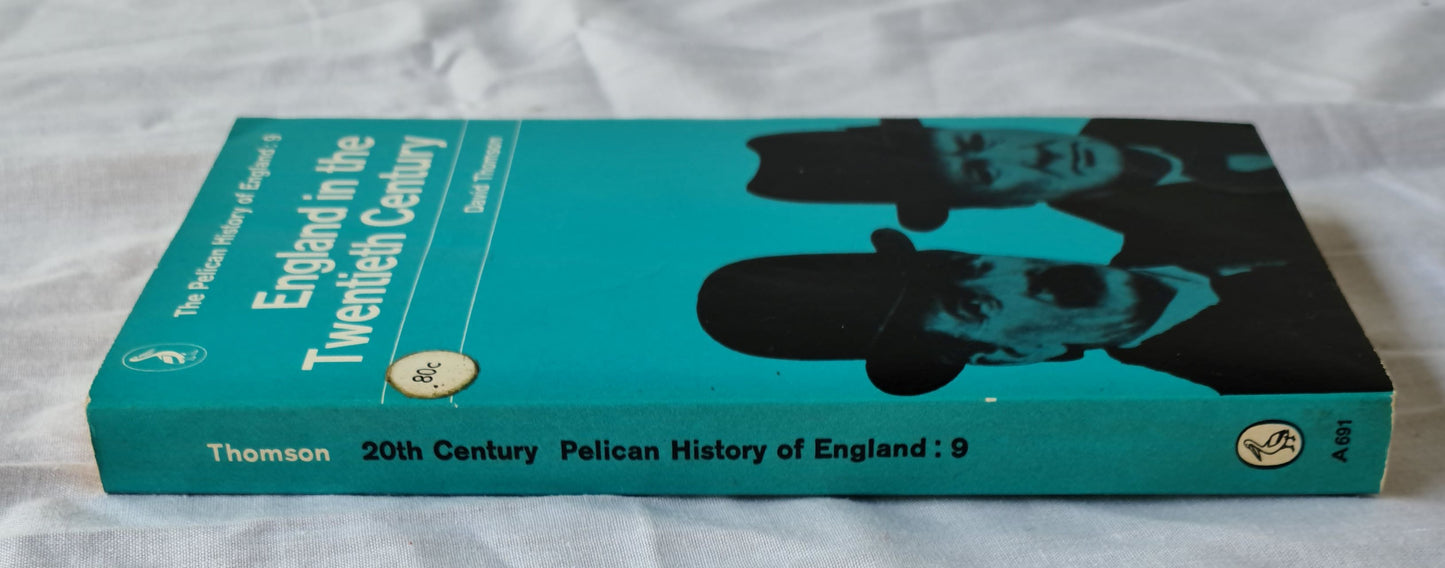 The Pelican History of England: 9
England in the
Twentieth Century
David Thomson
80c
Thomson 20th Century Pelican History of England: 9
A691